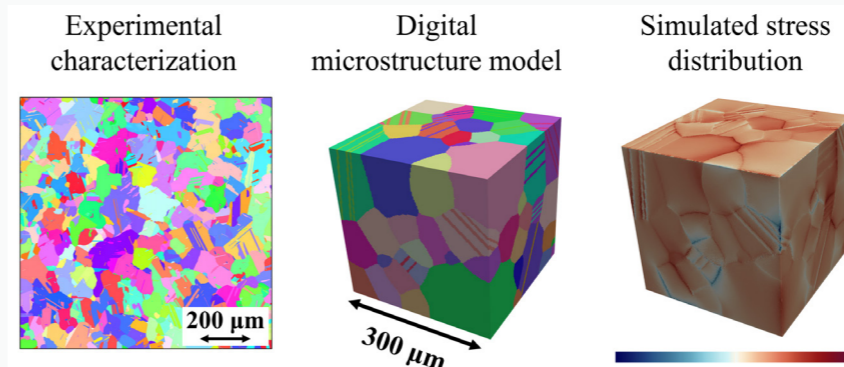 Experimental
characterization
Digital
microstructure model
Simulated stress
distribution
200 μm
300 μm